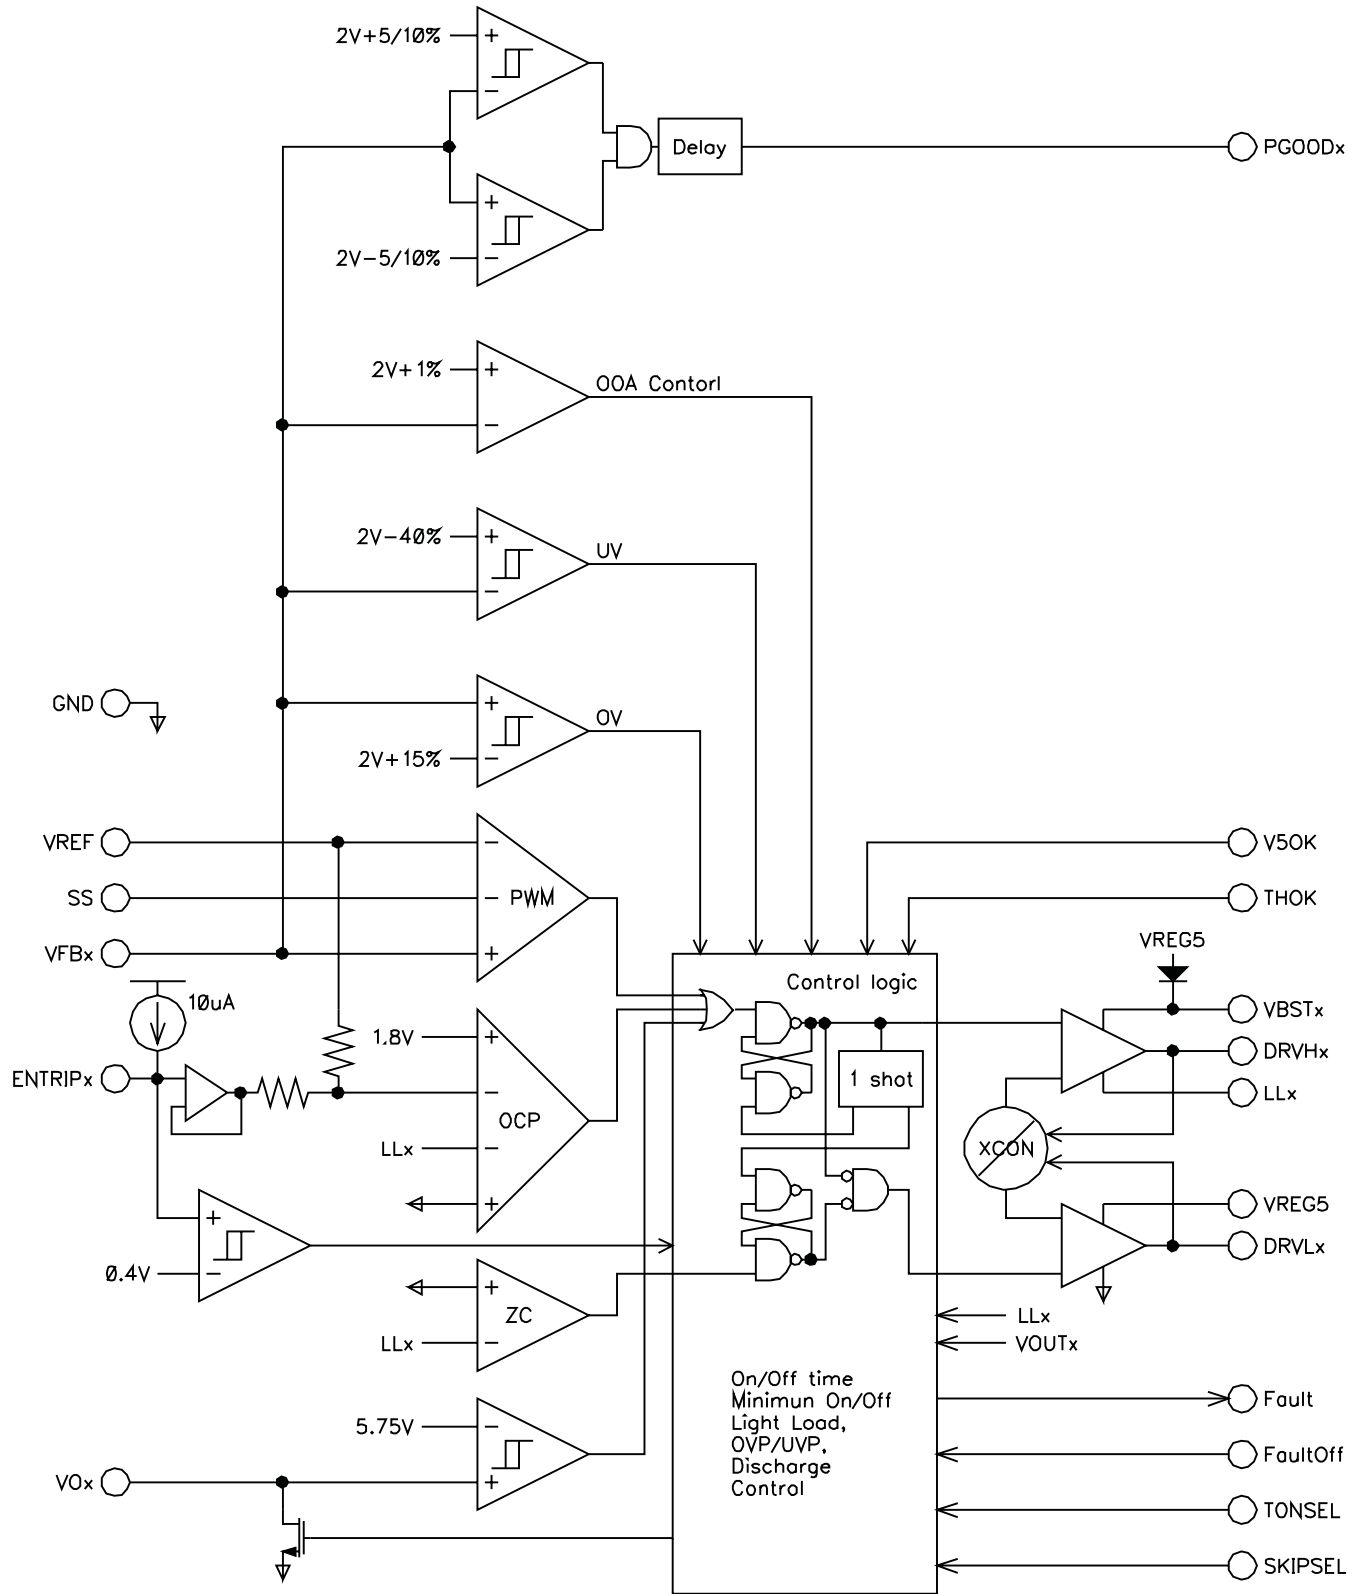 2V+5/10%
Delay
PGOODx
2V-5/10%
2V+1%
OOA Contorl
2V-40%
UV
GND
OV
2V+15%
VREF
V5OK
SS
PWM
THOK
VFBx
VREG5
10uA
Control logic
VBSTx
1.8V
DRVHx
ENTRIPx
1 shot
LLx
OCP
LLx
XCON
VREG5
DRVLx
0.4V
ZC
LLx
LLx
VOUTx
On/Off time
Minimun On/Off
Light Load,
OVP/UVP,
Discharge
Control
Fault
5.75V
FaultOff
VOx
TONSEL
SKIPSEL